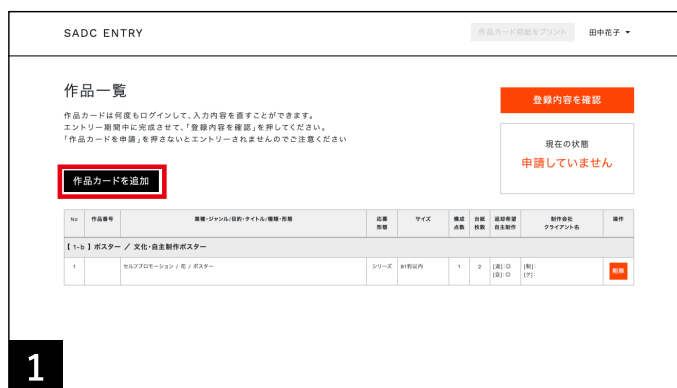 SADC ENTRY
作品カード用紙をプリント
田中花子
作品一覧
登録内容を確認
作品カードは何度もログインして、入力内容を直すことができます。
エントリー期間中に完成させて、「登録内容を確認」を押してください。
「作品カードを申請」を押さないとエントリーされませんのでご注意ください
現在の状態
申請していません
作品カードを追加
No 作品番号 業種・ジャンル/目的・タイトル/種類・形態 応募形態 サイズ 構成点数 台紙枚数 返却希望 自主制作 制作会社 クライアント名 操作
【 1-b 】ポスター ／ 文化・自主制作ポスター
1 セルフプロモーション / 花 / ポスター シリーズ B1判以内 1 2 [返]:◎ [制]: 削除
[自]:◎ [ク]:
1